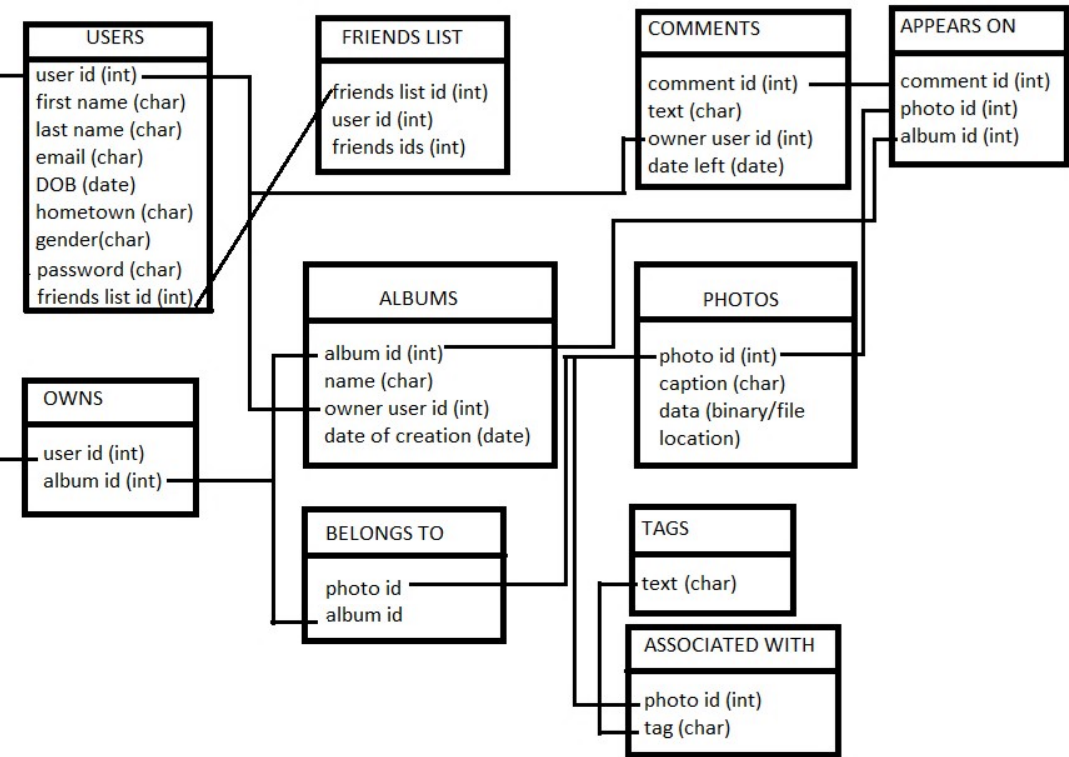 USERS
user id (int)
first name (char)
last name (char)
email (char)
DOB (date)
hometown (char)
gender(char)
password (char)
friends list id (int)
FRIENDS LIST
friends list id (int)
user id (int)
friends ids (int)
COMMENTS
comment id (int)
text (char)
owner user id (int)
date left (date)
APPEARS ON
comment id (int)
photo id (int)
album id (int)
ALBUMS
album id (int)
name (char)
owner user id (int)
date of creation (date)
PHOTOS
photo id (int)
caption (char)
data (binary/file
location)
OWNS
user id (int)
album id (int)
BELONGS TO
photo id
album id
TAGS
text (char)
ASSOCIATED WITH
photo id (int)
tag (char)